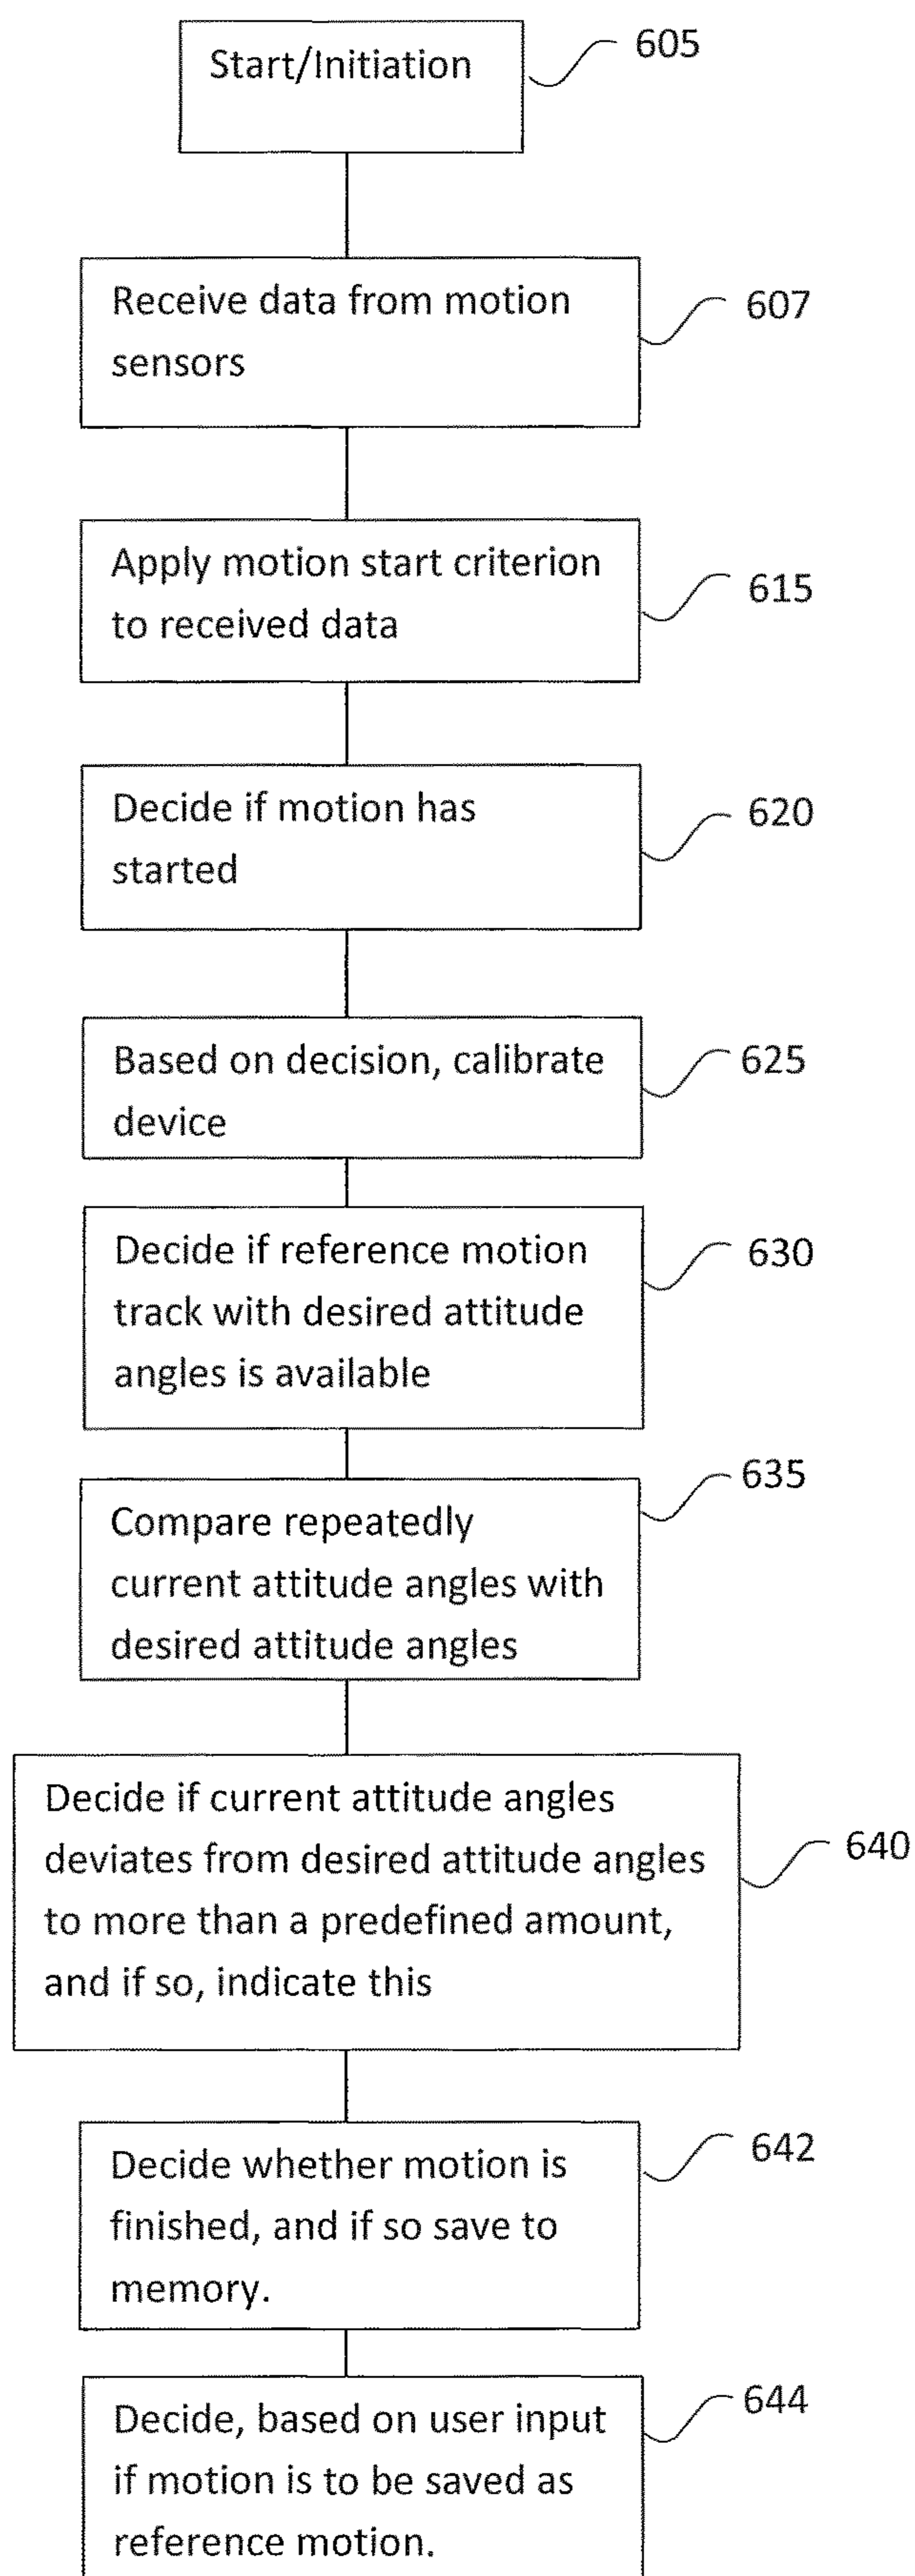 Start/Initiation
605
Receive data from motion
sensors
607
Apply motion start criterion
to received data
615
Decide if motion has
started
620
Based on decision, calibrate
device
625
Decide if reference motion
track with desired attitude
angles is available
630
Compare repeatedly
current attitude angles with
desired attitude angles
635
Decide if current attitude angles
deviates from desired attitude angles
to more than a predefined amount,
and if so, indicate this
640
Decide whether motion is
finished, and if so save to
memory.
642
Decide, based on user input
if motion is to be saved as
reference motion.
644